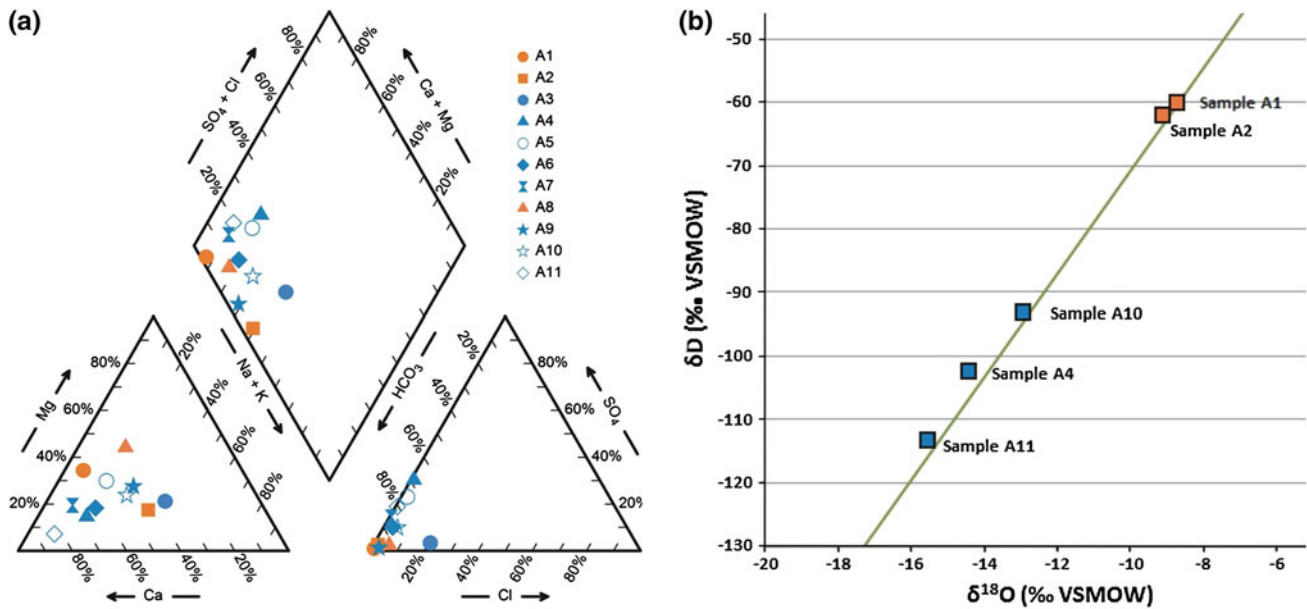 (a)
80%
80%
SO₄ + Cl
60%
40%
20%
Ca + Mg
60%
40%
20%
A1
A2
A3
A4
A5
A6
A7
A8
A9
A10
A11
Mg
80%
60%
40%
20%
20%
40%
60%
80%
Na + K
HCO₃
20%
40%
60%
80%
SO₄
80%
60%
40%
20%
80%
60%
40%
20%
Ca
20%
40%
60%
80%
Cl
(b)
δD (‰ VSMOW)
-50
-60
-70
-80
-90
-100
-110
-120
-130
Sample A1
Sample A2
Sample A10
Sample A4
Sample A11
-20
-18
-16
-14
-12
-10
-8
-6
δ¹⁸O (‰ VSMOW)